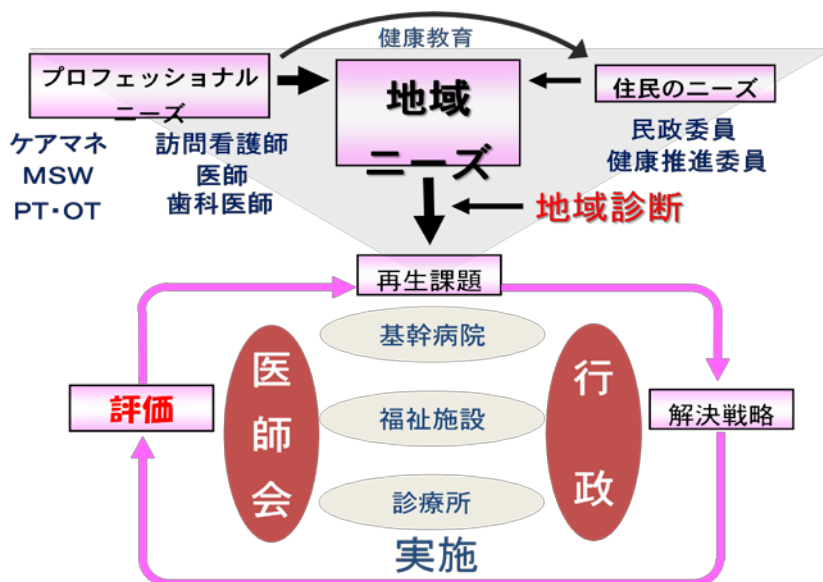 健康教育
プロフェッショナル
ニーズ
地域
ニーズ
住民のニーズ
ケアマネ
MSW
PT・OT
訪問看護師
医師
歯科医師
民政委員
健康推進委員
地域診断
再生課題
基幹病院
医師会
行政
福祉施設
評価
解決戦略
診療所
実施